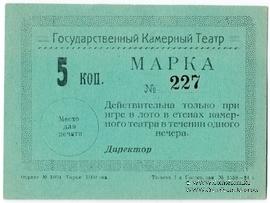 Государственный Камерный Театр
5 коп.
МАРКА
№ 227
Действительна только при
игре в лото в стенах камер-
ного театра в течении одного
вечера.
Место
для
печати
Директор